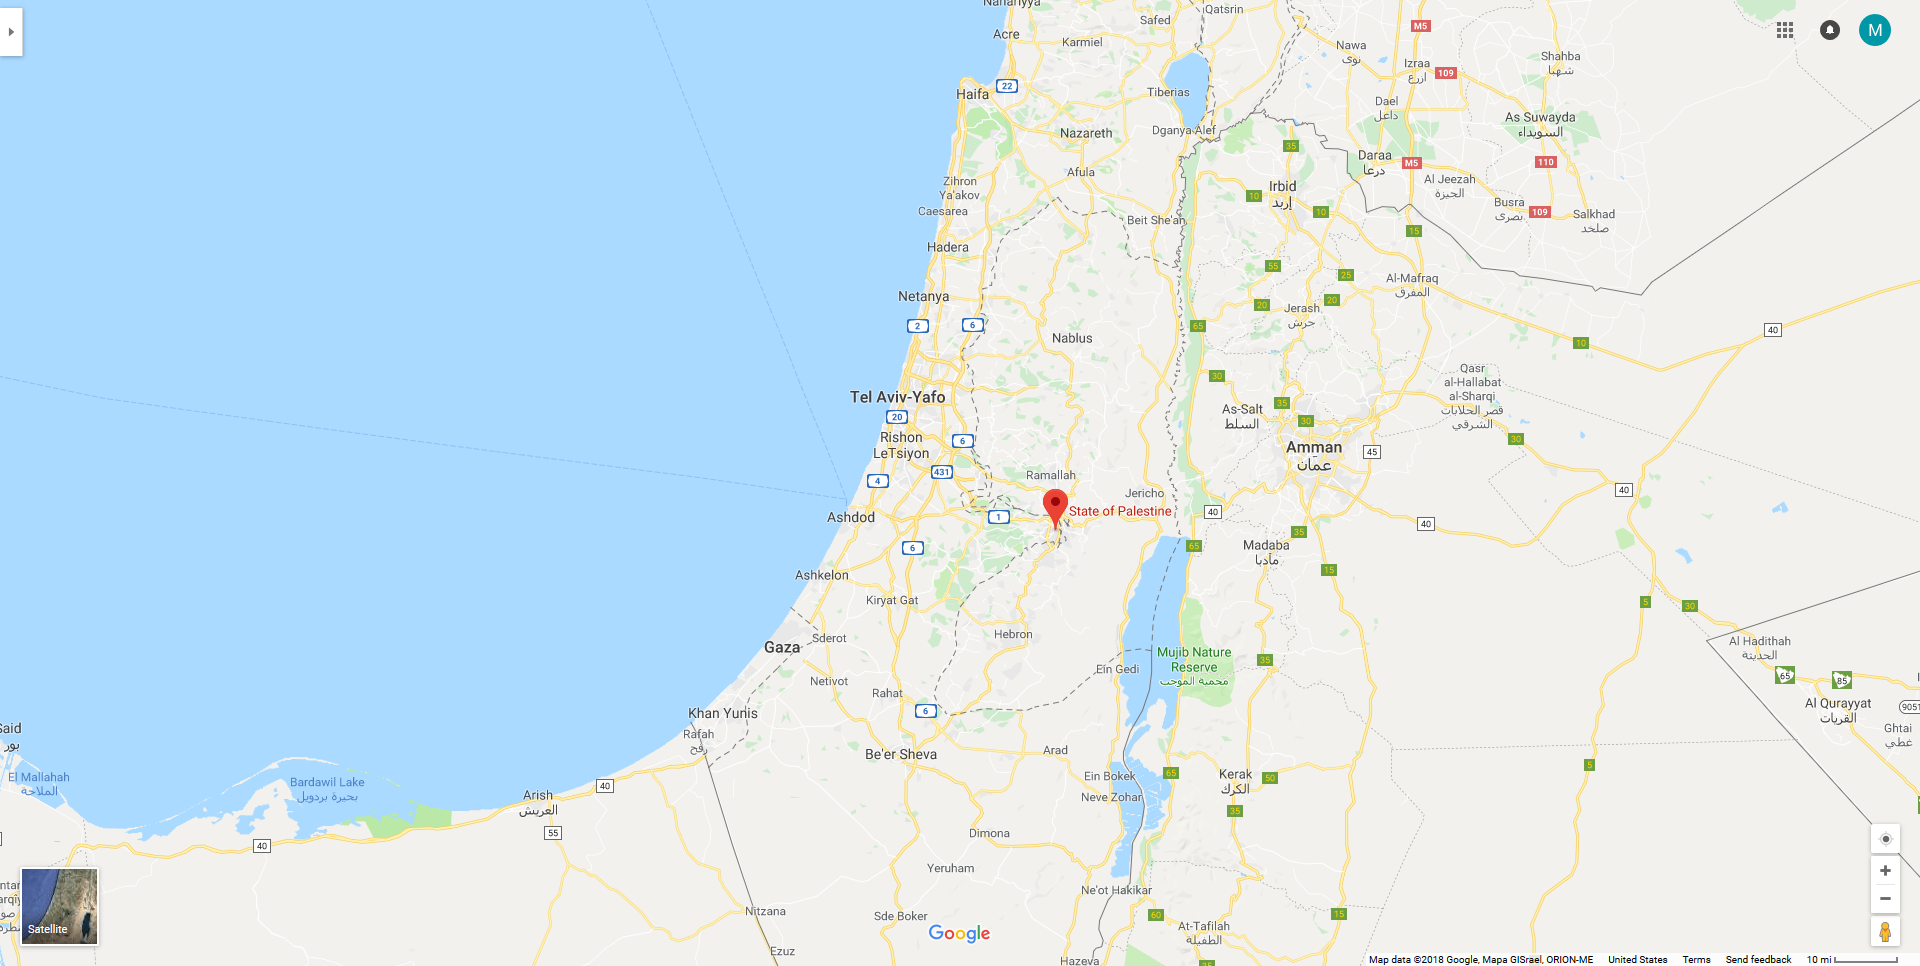 Nahariyya
Safed
Qatsrin
Acre
Karmiel
M5
Nawa
نوى
Izraa
ازرع
109
Shahba
شهبا
M
Haifa
22
Tiberias
Dael
داعل
As Suwayda
السويداء
Nazareth
Dganya Alef
35
Daraa
درعا
M5
110
Afula
Zihron
Ya'akov
Irbid
إربد
10
Al Jeezah
الجيزة
Caesarea
Beit She'an
10
Busra
بصرى
109
Salkhad
صلخد
15
Hadera
55
25
Al-Mafraq
المفرق
Netanya
20
20
Jerash
جرش
2
6
65
40
Nablus
10
30
Qasr
al-Hallabat
al-Sharqi
قصر الحلابات
الشرقي
Tel Aviv-Yafo
20
As-Salt
السلط
35
30
Rishon
LeTsiyon
6
30
Amman
عمّان
45
431
4
Ramallah
Jericho
40
State of Palestine
40
Ashdod
1
40
35
6
65
Madaba
مأدبا
15
Ashkelon
Kiryat Gat
5
30
Sderot
Hebron
Gaza
Al Hadithah
الحديثة
Mujib Nature
Reserve
محمية الموجب
35
Ein Gedi
65
85
Netivot
Rahat
Al Qurayyat
القريات
9051
Khan Yunis
6
Ghtai
غطي
Said
بور
Rafah
رفح
Be'er Sheva
Arad
5
El Mallahah
الملاحة
Bardawil Lake
بحيرة بردويل
40
Ein Bokek
65
Kerak
الكرك
50
Arish
العريش
Neve Zohar
35
55
Dimona
40
Yeruham
Ne'ot Hakikar
Nitzana
Sde Boker
60
15
Satellite
Google
At-Tafilah
الطفيلة
Ezuz
Hazeva
35
Map data ©2018 Google, Mapa GISrael, ORION-ME United States Terms Send feedback 10 mi